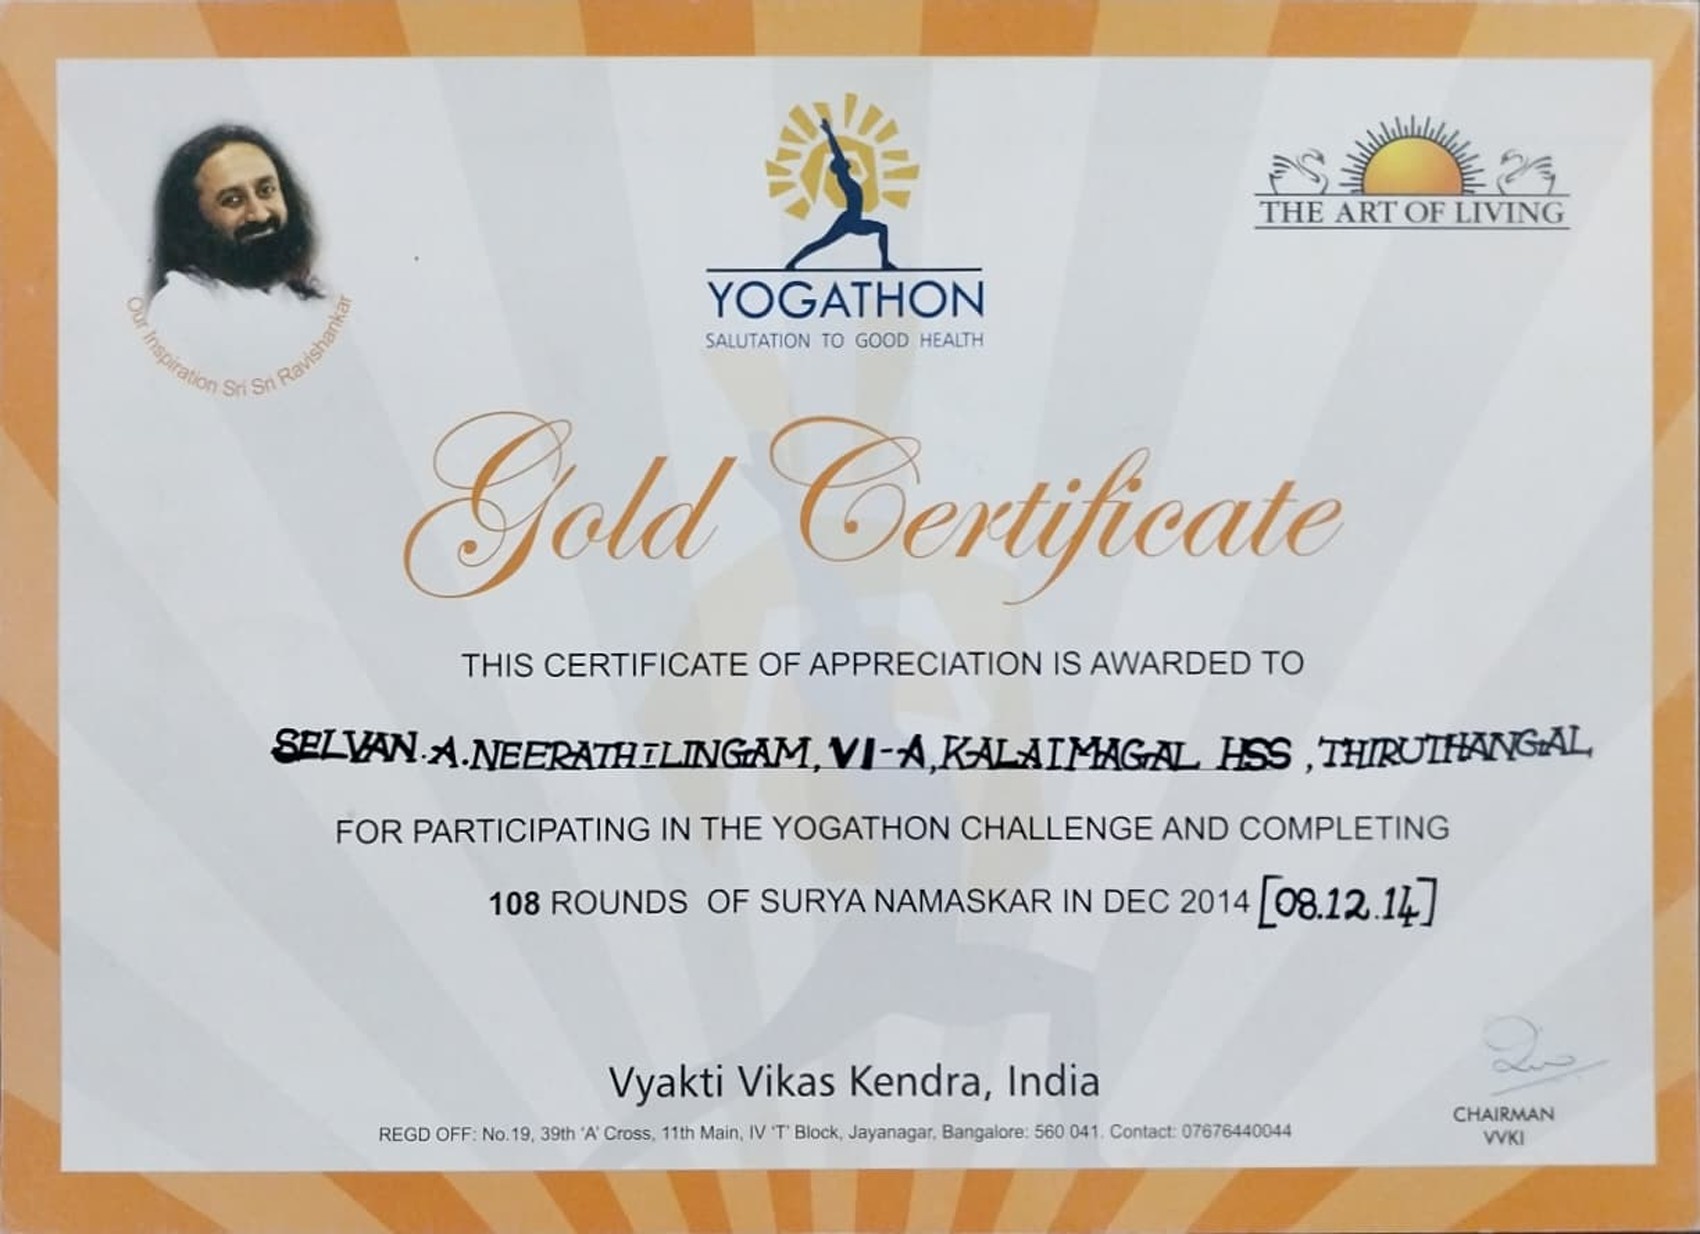 Our Inspiration Sri Sri Ravishankar
YOGATHON
SALUTATION TO GOOD HEALTH
THE ART OF LIVING
Gold Certificate
THIS CERTIFICATE OF APPRECIATION IS AWARDED TO
SELVAN.A.NEERATHILINGAM, VI-A, KALAIMAGAL HSS, THIRUTHANGAL
FOR PARTICIPATING IN THE YOGATHON CHALLENGE AND COMPLETING
108 ROUNDS OF SURYA NAMASKAR IN DEC 2014 [08.12.14]
Vyakti Vikas Kendra, India
REGD OFF: No.19, 39th 'A' Cross, 11th Main, IV 'T' Block, Jayanagar, Bangalore: 560 041. Contact: 07676440044
CHAIRMAN
VVKI